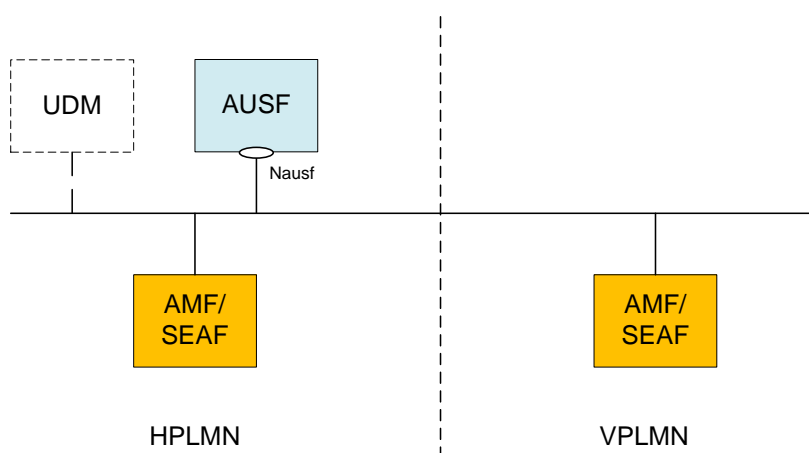 UDM
AUSF
Nausf
AMF/
SEAF
AMF/
SEAF
HPLMN
VPLMN